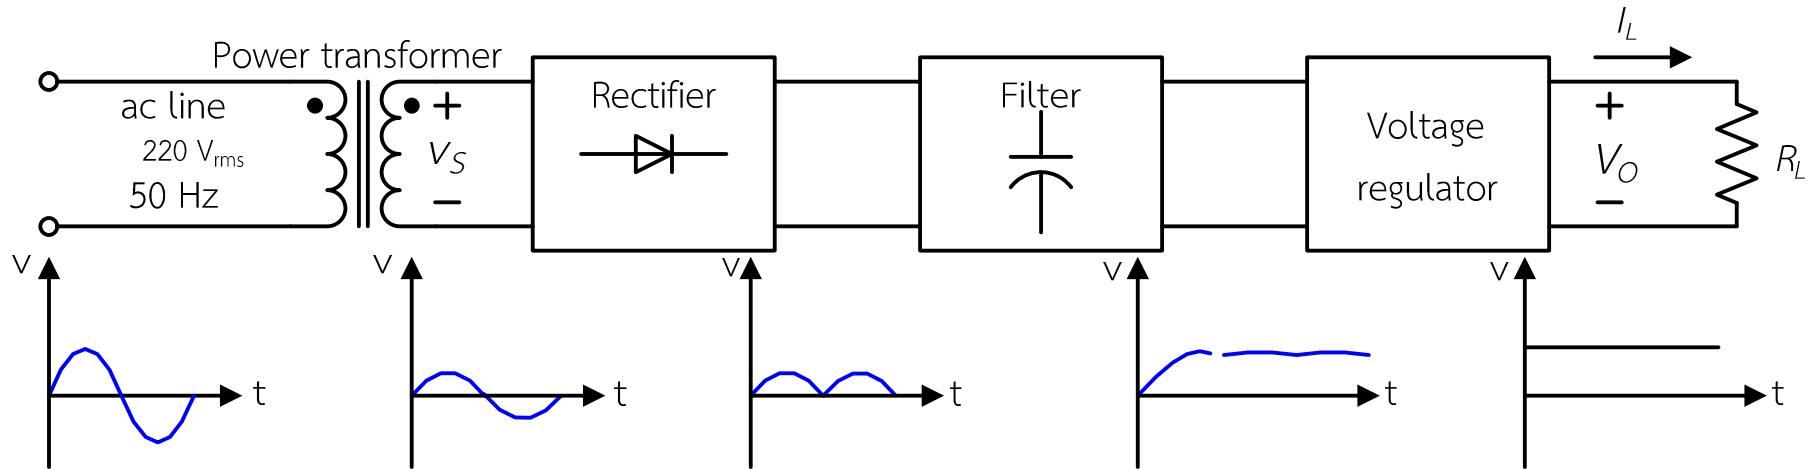 Power transformer
ac line
220 Vrms
50 Hz
+
vS
−
Rectifier
Filter
Voltage
regulator
IL
+
VO
−
RL
v
t
v
t
v
t
v
t
v
t